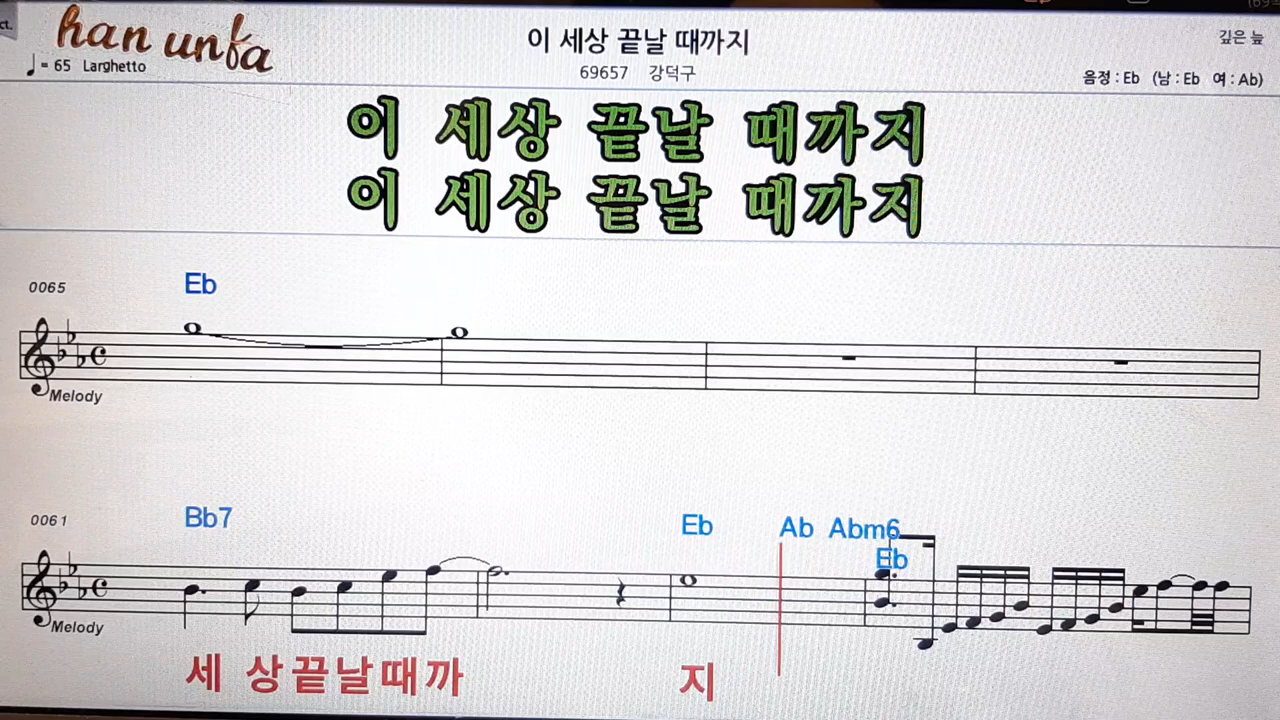 ct.
han unfa
= 65 Larghetto
이 세상 끝날 때까지
69657 강덕구
깊은 늪
음정 : Eb (남 : Eb 여 : Ab)
이 세상 끝날 때까지
이 세상 끝날 때까지
0065
Eb
Melody
0061
Bb7 Eb Ab Abm6
Eb
Melody
세 상끝날때까 지